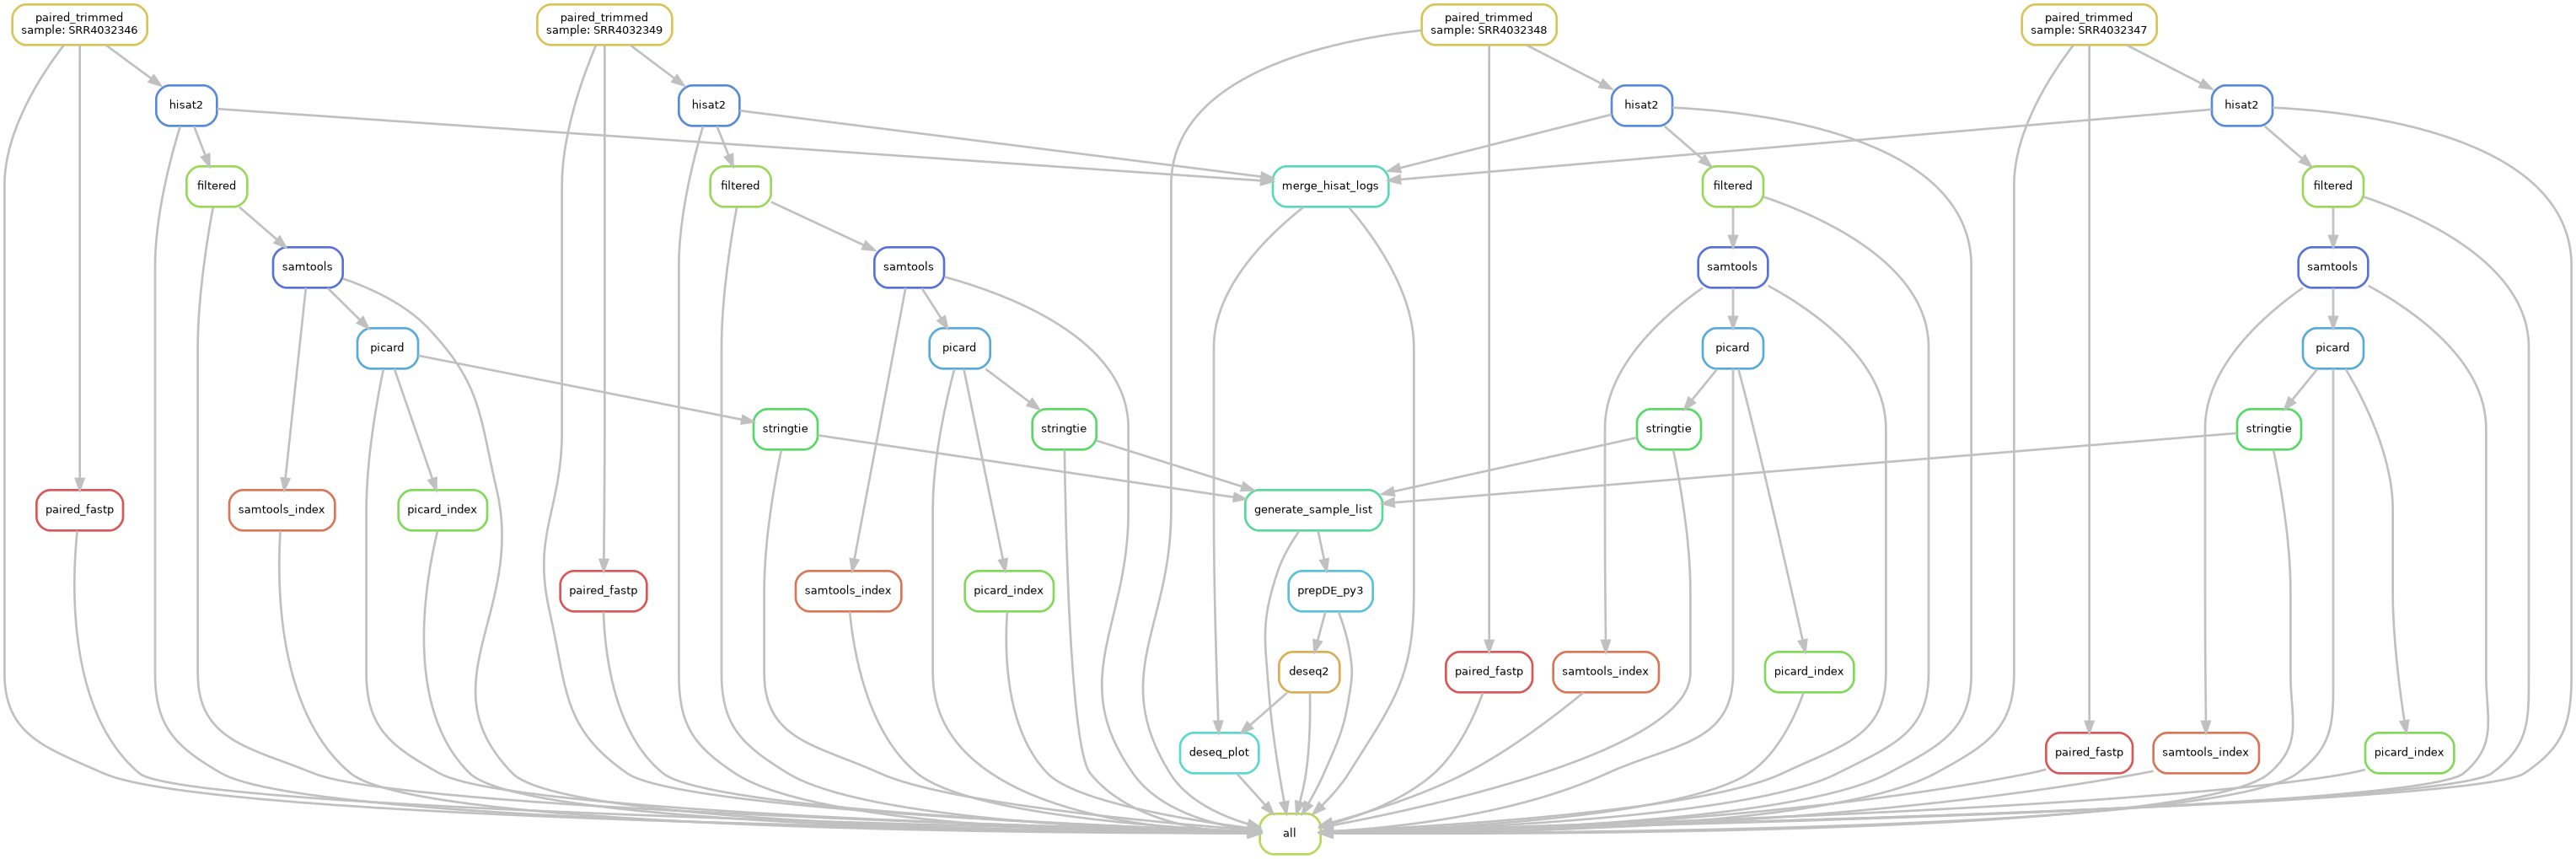 paired_trimmed
sample: SRR4032346
paired_trimmed
sample: SRR4032349
paired_trimmed
sample: SRR4032348
paired_trimmed
sample: SRR4032347
hisat2
hisat2
hisat2
hisat2
filtered
filtered
merge_hisat_logs
filtered
filtered
samtools
samtools
samtools
samtools
picard
picard
picard
picard
stringtie
stringtie
stringtie
stringtie
paired_fastp
samtools_index
picard_index
generate_sample_list
paired_fastp
samtools_index
picard_index
prepDE_py3
deseq2
paired_fastp
samtools_index
picard_index
deseq_plot
paired_fastp
samtools_index
picard_index
all